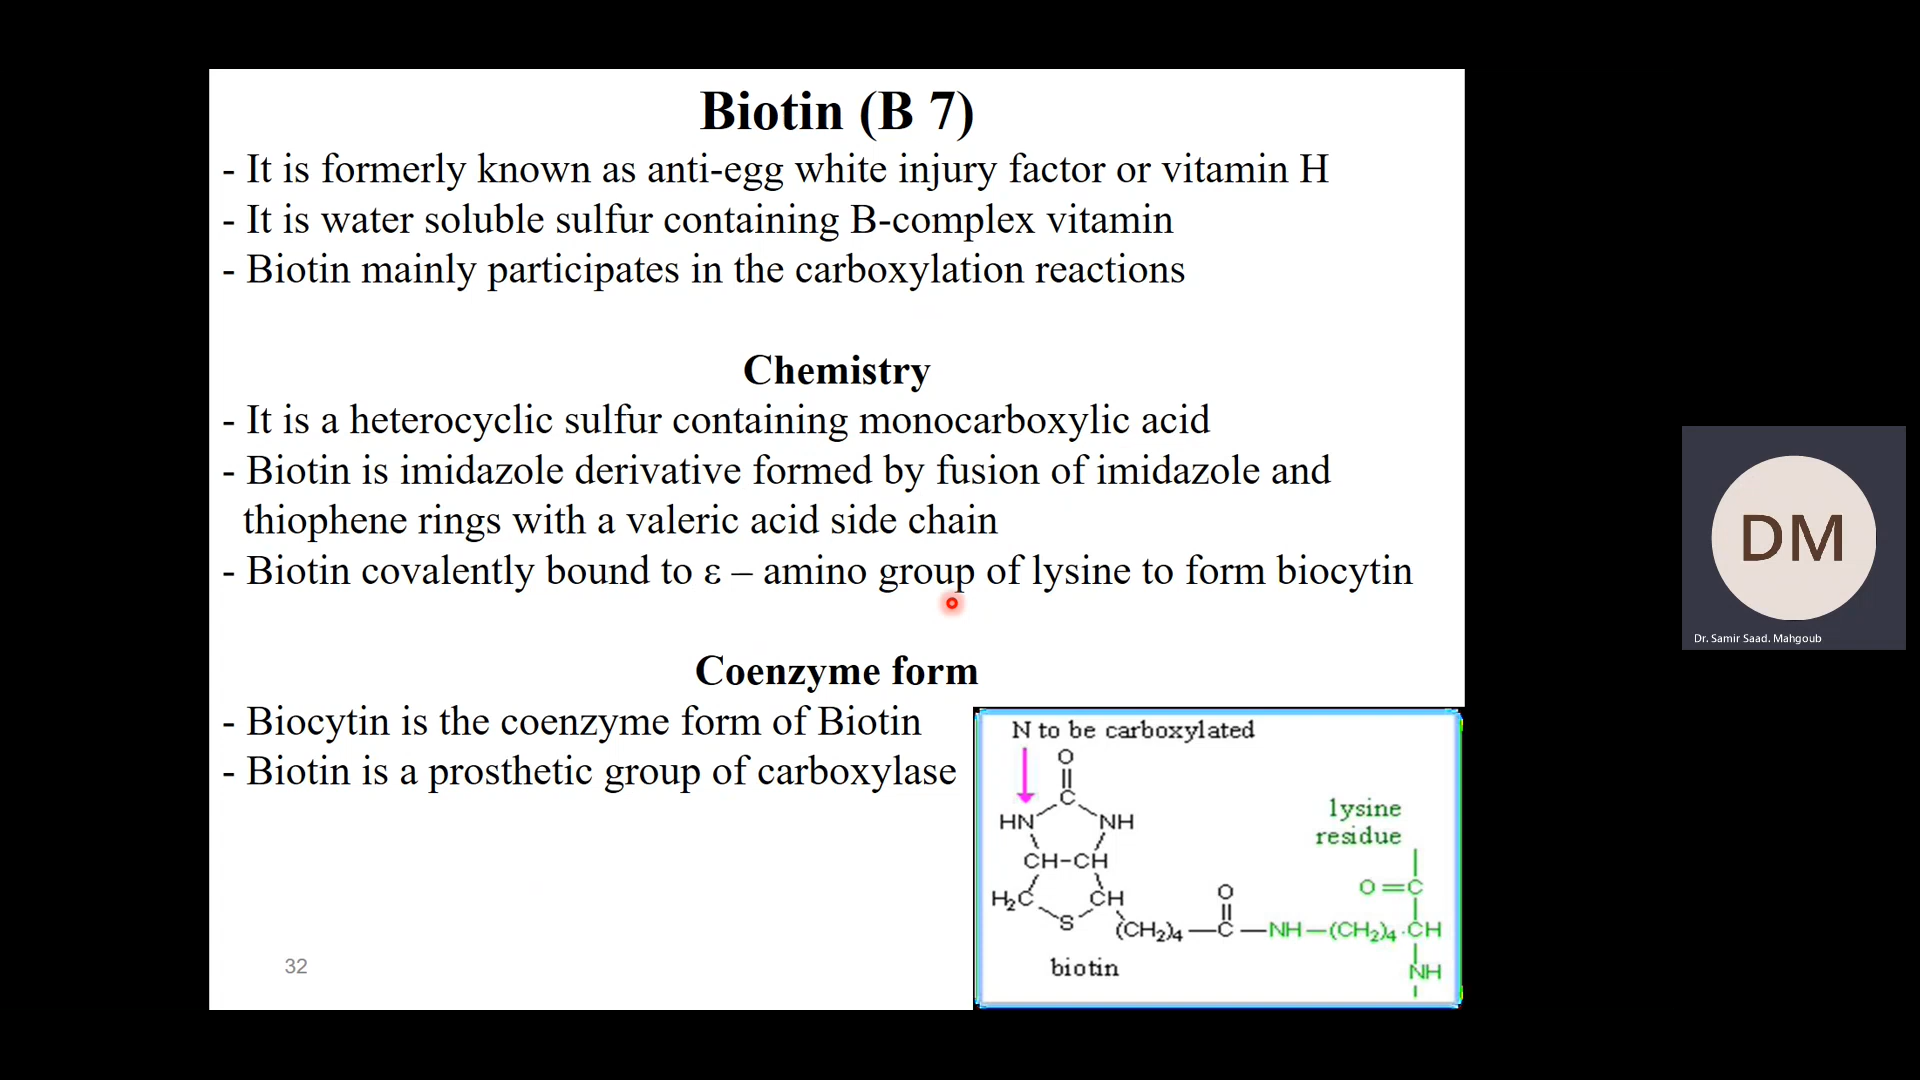 Biotin (B 7)
- It is formerly known as anti-egg white injury factor or vitamin H
- It is water soluble sulfur containing B-complex vitamin
- Biotin mainly participates in the carboxylation reactions
Chemistry
- It is a heterocyclic sulfur containing monocarboxylic acid
- Biotin is imidazole derivative formed by fusion of imidazole and
thiophene rings with a valeric acid side chain
- Biotin covalently bound to ε – amino group of lysine to form biocytin
Coenzyme form
- Biocytin is the coenzyme form of Biotin
- Biotin is a prosthetic group of carboxylase
N to be carboxylated
O
C
HN NH
CH-CH
H₂C CH
S
(CH₂)₄—C—NH—(CH₂)₄·CH
O
biotin
lysine
residue
O=C
NH
32
DM
Dr. Samir Saad. Mahgoub